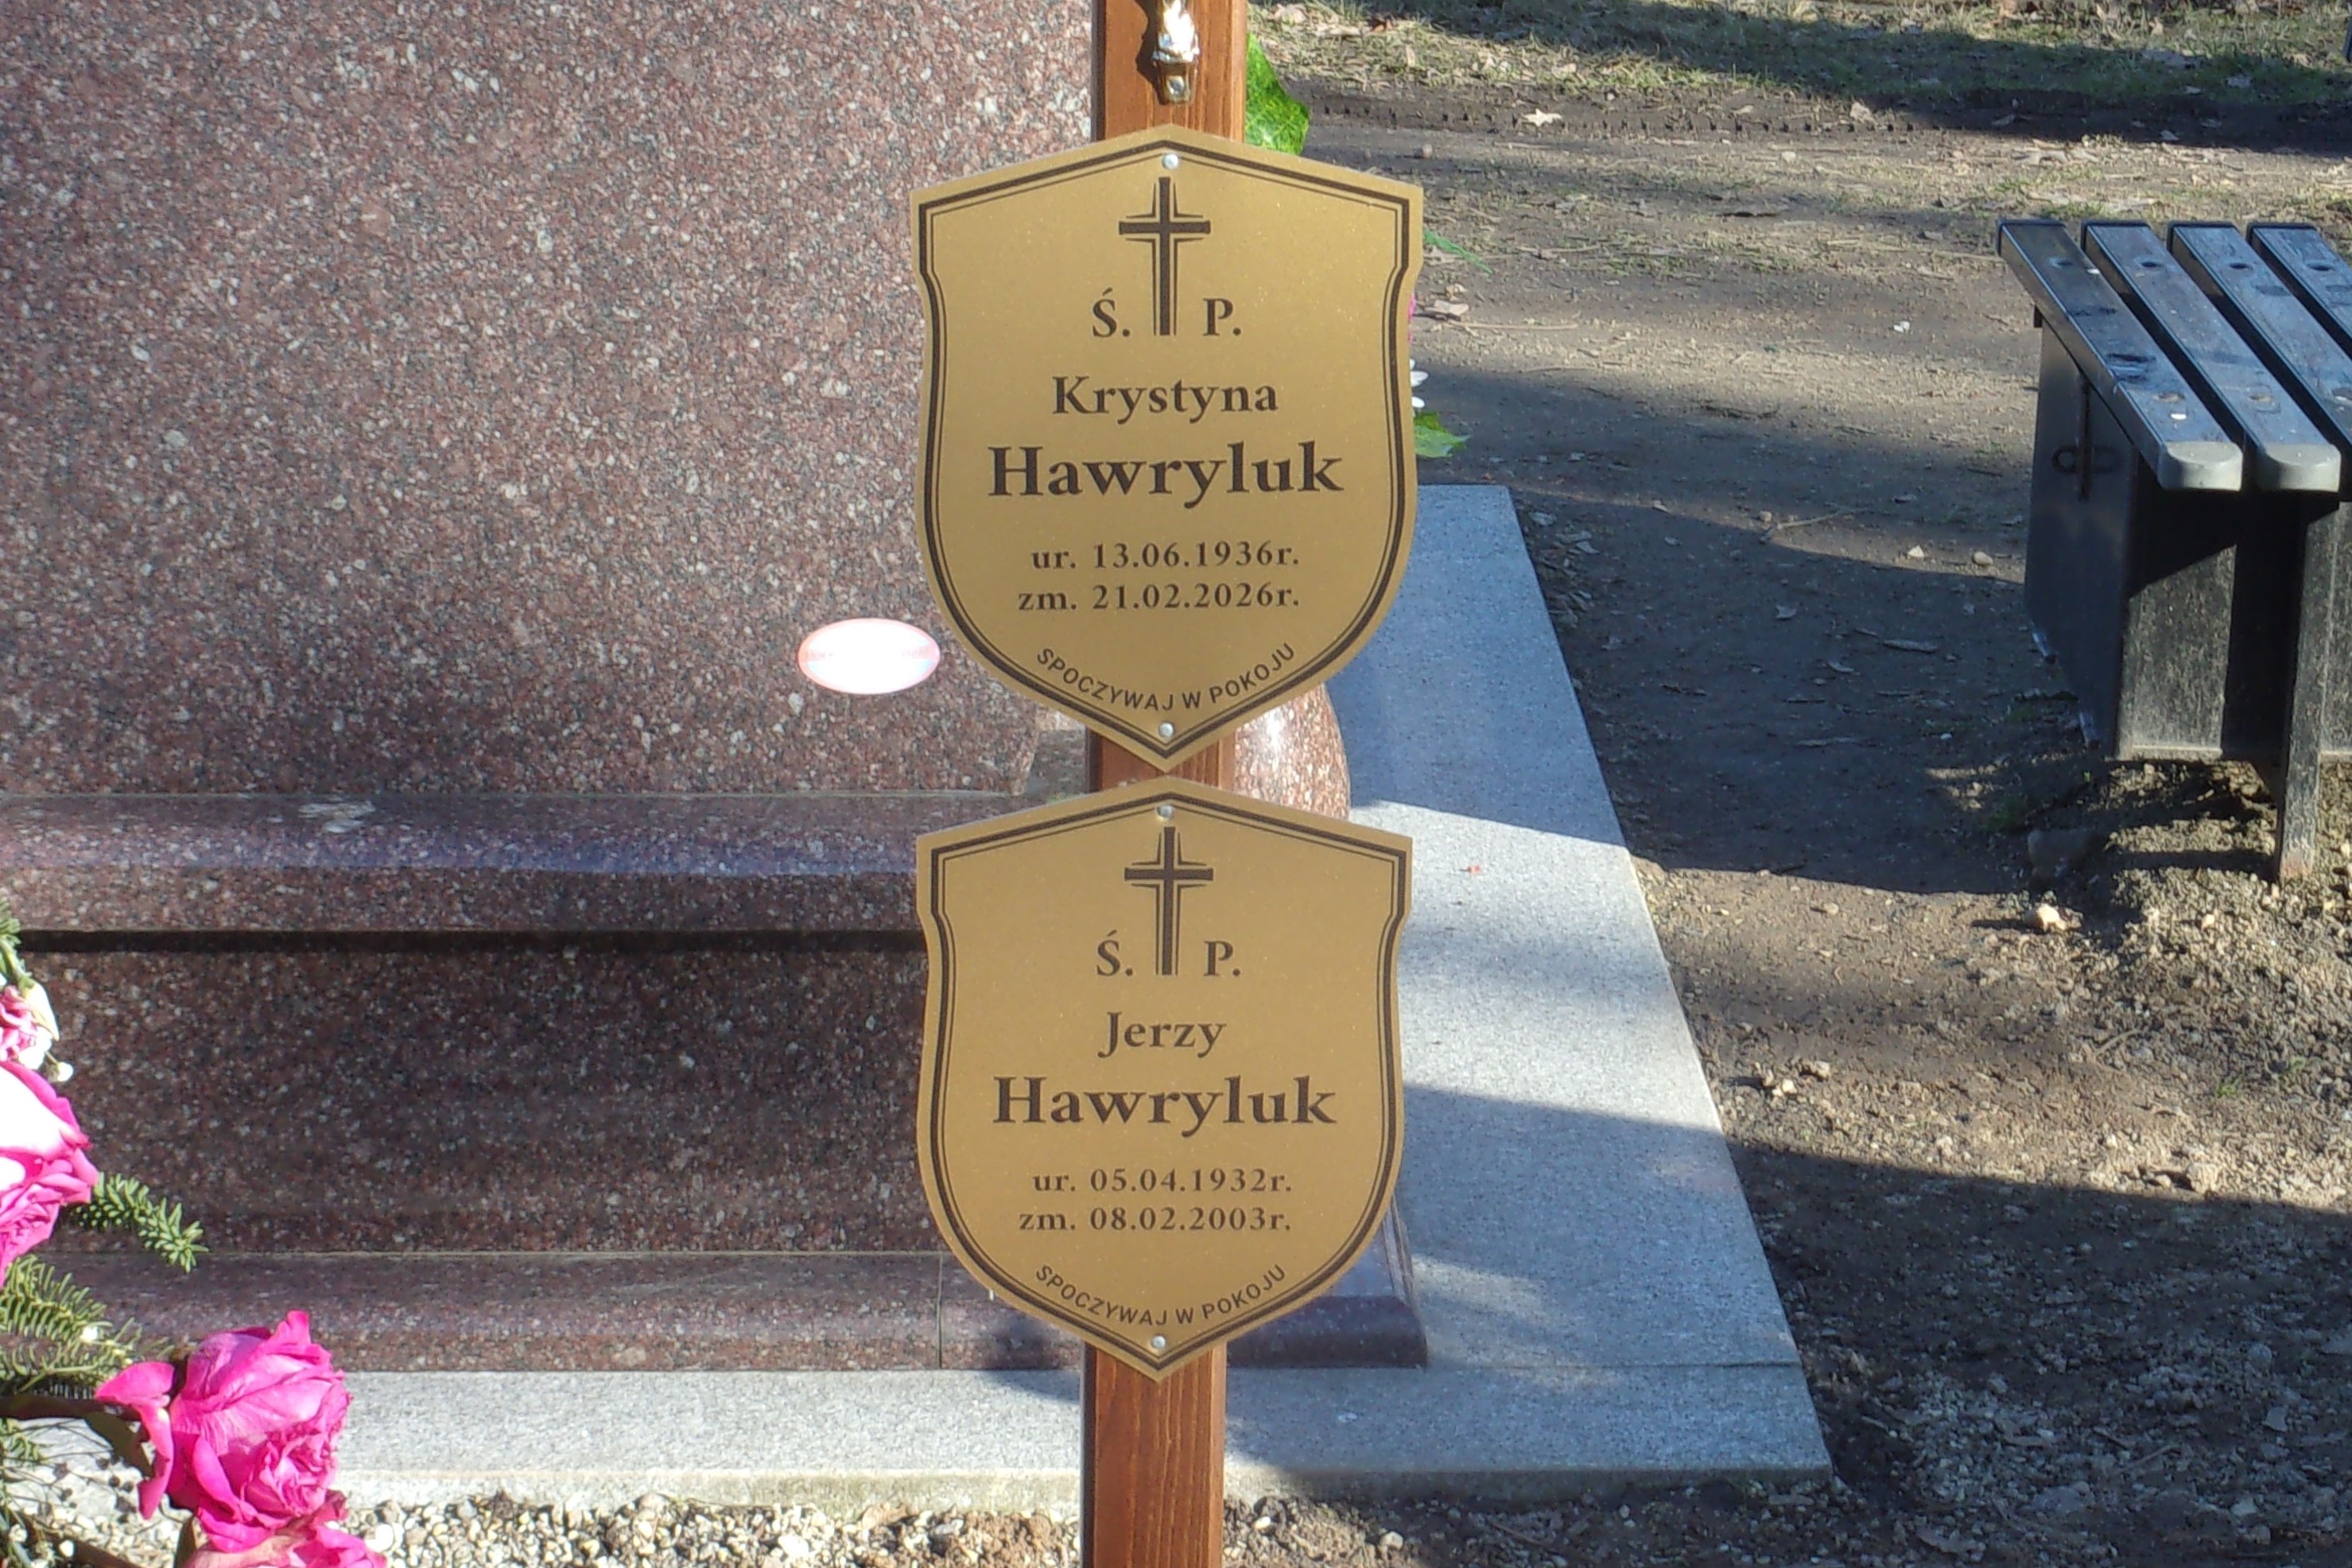 Ś. P.
Krystyna
Hawryluk
ur. 13.06.1936r.
zm. 21.02.2026r.
SPOCZYWAJ W POKOJU
Ś. P.
Jerzy
Hawryluk
ur. 05.04.1932r.
zm. 08.02.2003r.
SPOCZYWAJ W POKOJU